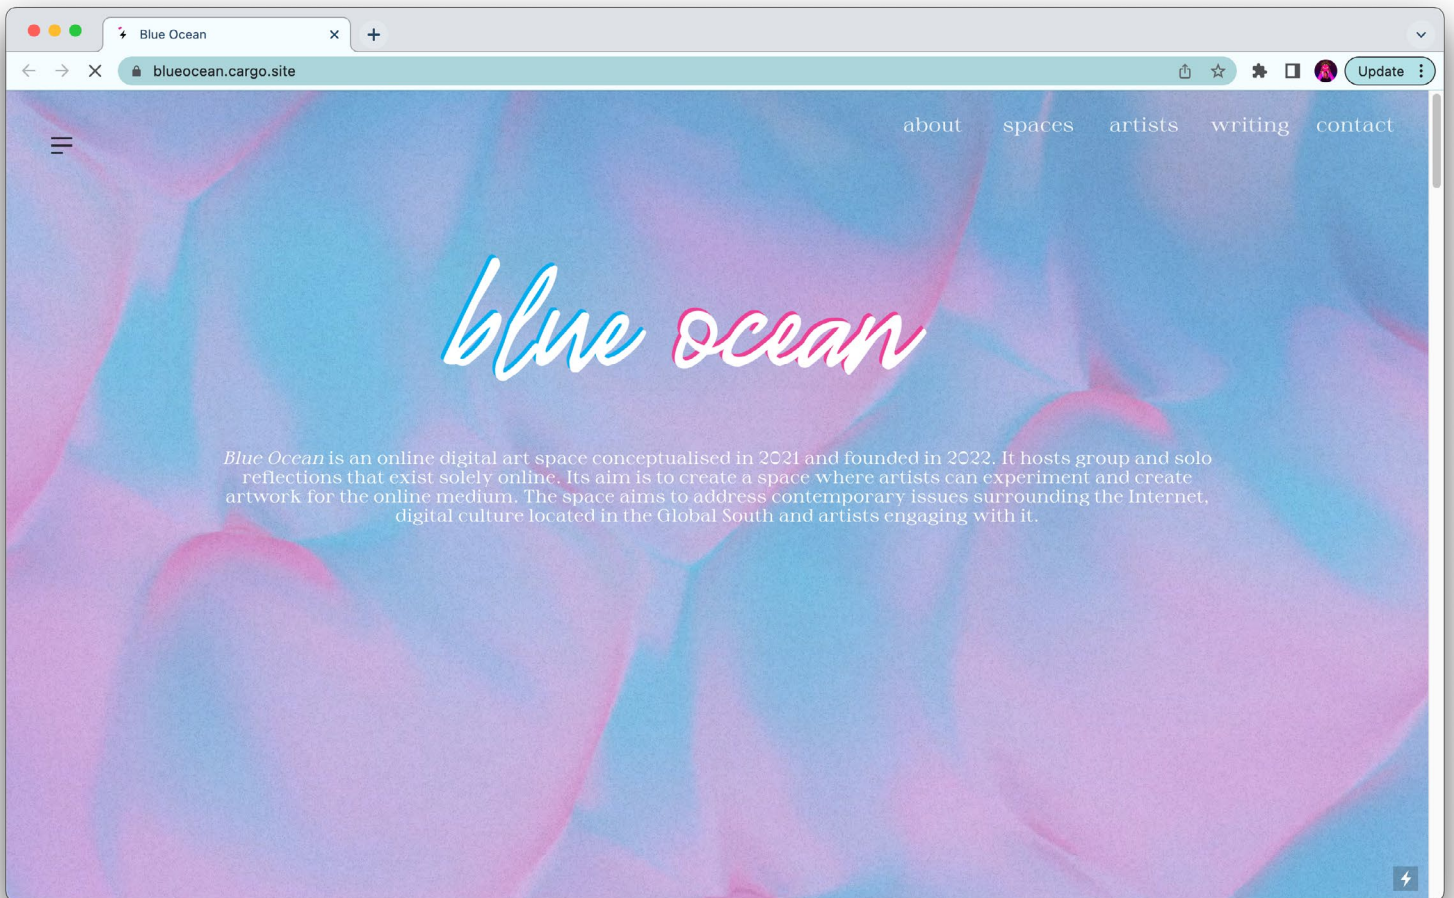 Blue Ocean
blueocean.cargo.site
Update
about spaces artists writing contact
blue ocean
Blue Ocean is an online digital art space conceptualised in 2021 and founded in 2022. It hosts group and solo
reflections that exist solely online. Its aim is to create a space where artists can experiment and create
artwork for the online medium. The space aims to address contemporary issues surrounding the Internet,
digital culture located in the Global South and artists engaging with it.